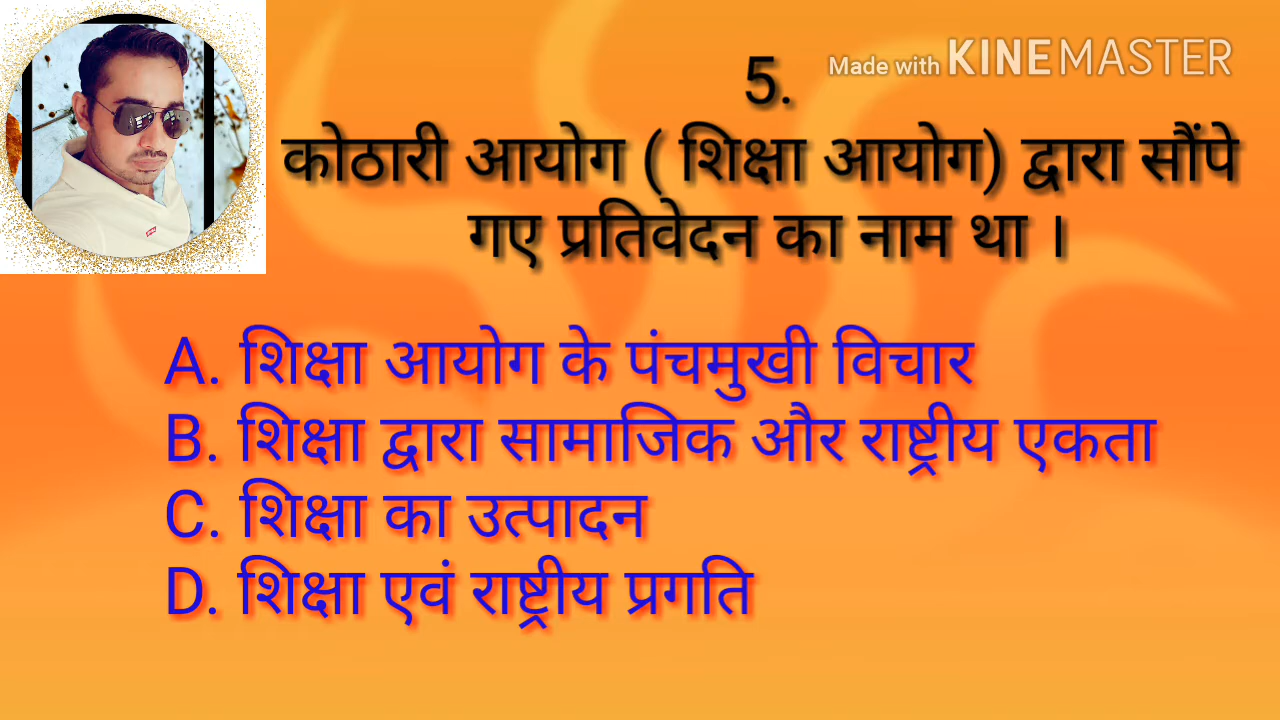 Made with KINEMASTER
5.
कोठारी आयोग ( शिक्षा आयोग) द्वारा सौंपे
गए प्रतिवेदन का नाम था ।
A. शिक्षा आयोग के पंचमुखी विचार
B. शिक्षा द्वारा सामाजिक और राष्ट्रीय एकता
C. शिक्षा का उत्पादन
D. शिक्षा एवं राष्ट्रीय प्रगति